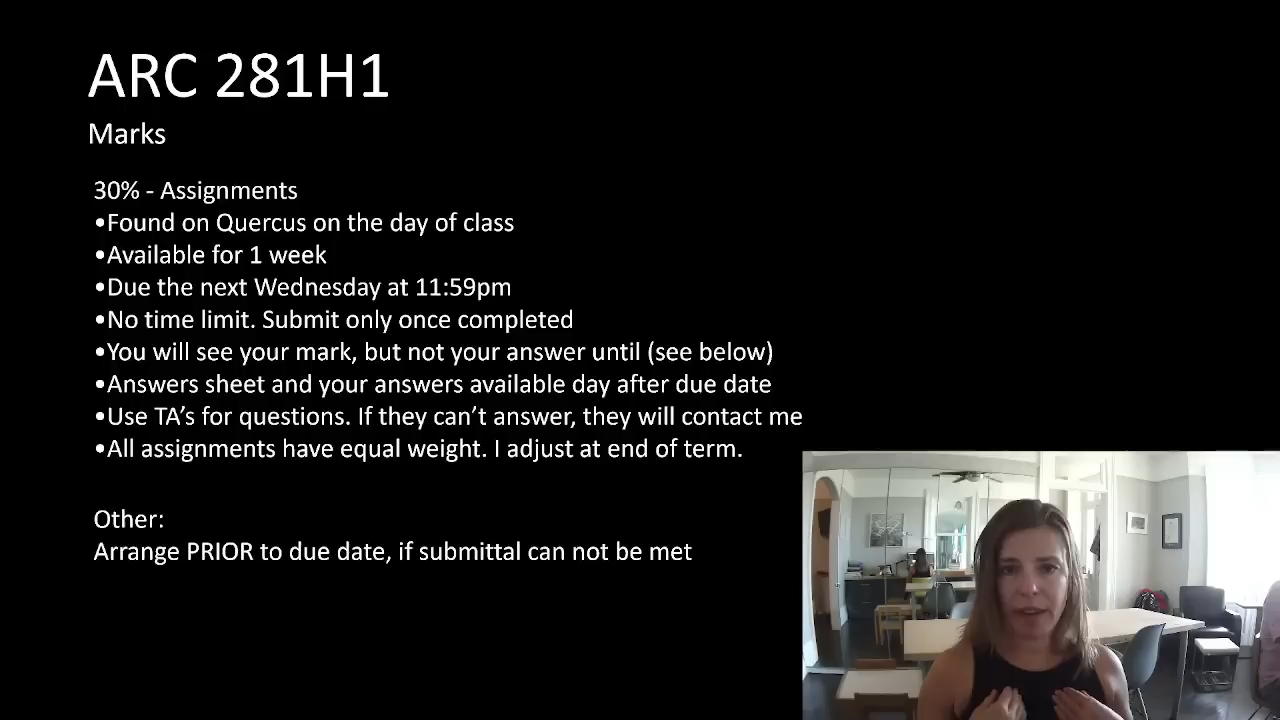 ARC 281H1
Marks
30% - Assignments
•Found on Quercus on the day of class
•Available for 1 week
•Due the next Wednesday at 11:59pm
•No time limit. Submit only once completed
•You will see your mark, but not your answer until (see below)
•Answers sheet and your answers available day after due date
•Use TA’s for questions. If they can’t answer, they will contact me
•All assignments have equal weight. I adjust at end of term.
Other:
Arrange PRIOR to due date, if submittal can not be met